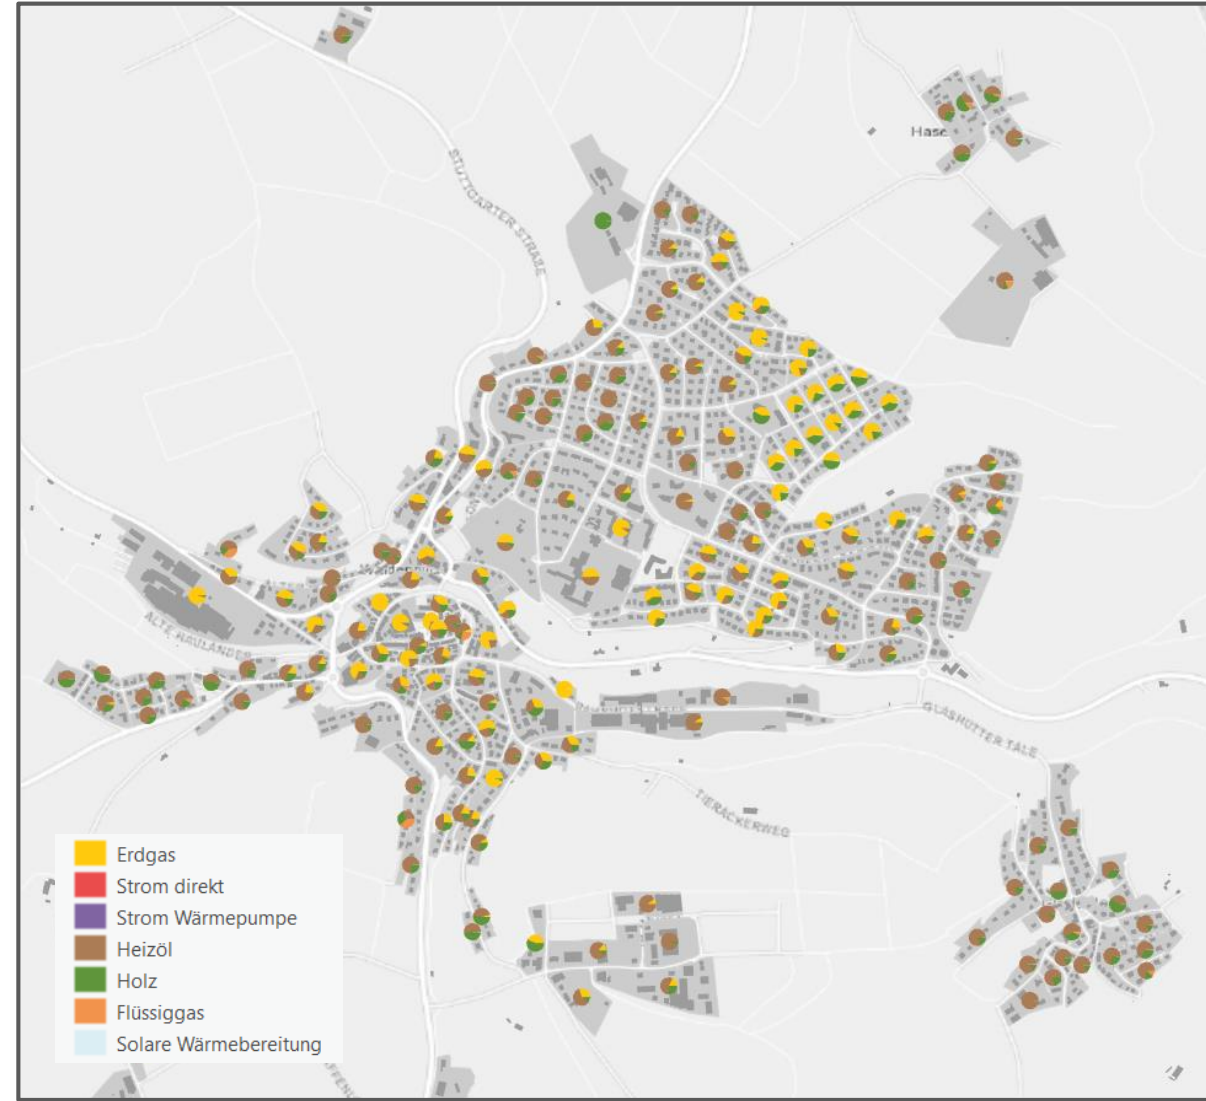 Hase
STUTTGARTER STRAßE
ALTE HAULÄNDER
GLASHÜTTER TALE
TIERÄCKERWEG
Erdgas
Strom direkt
Strom Wärmepumpe
Heizöl
Holz
Flüssiggas
Solare Wärmebereitung